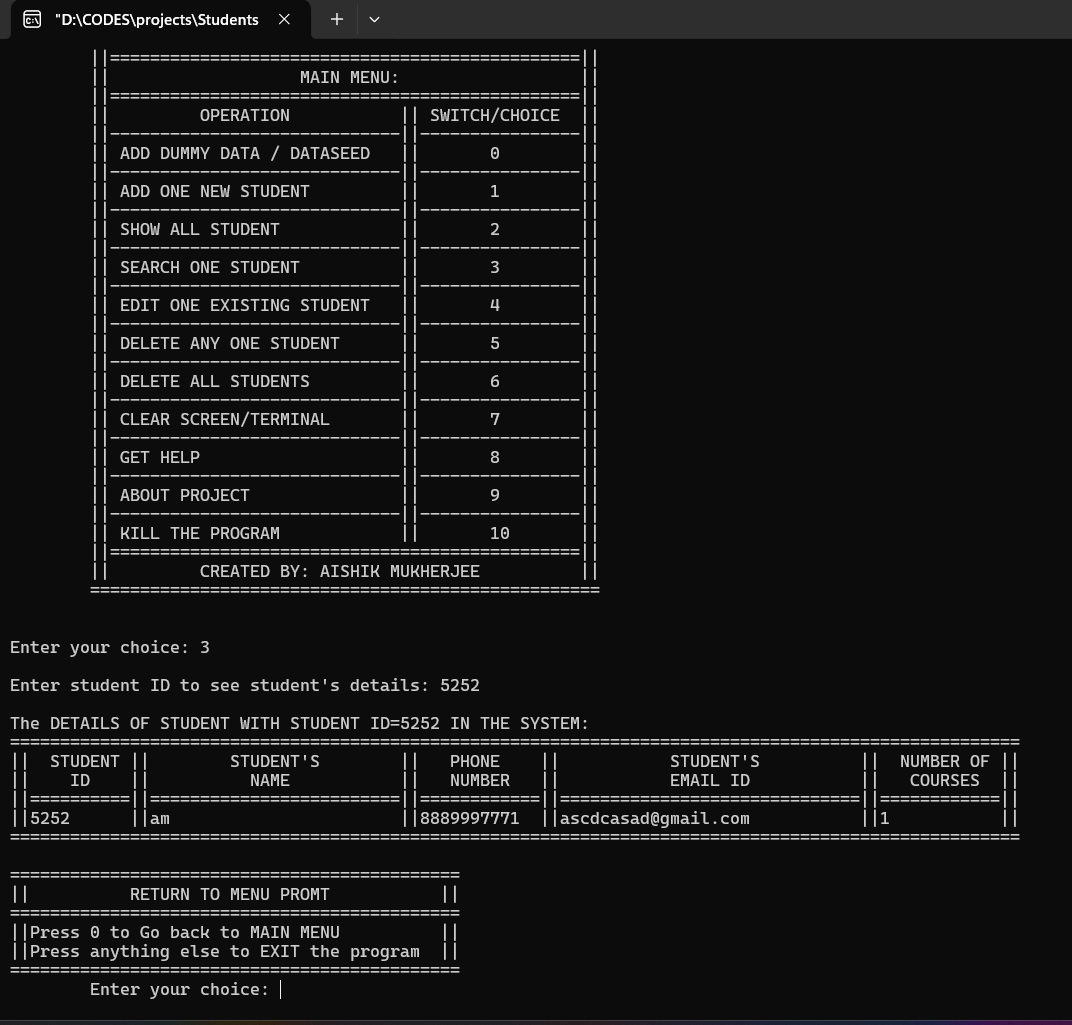 "D:\CODES\projects\Students
||===============================================||
|| MAIN MENU: ||
||===============================================||
|| OPERATION || SWITCH/CHOICE ||
||-----------------------------||----------------||
|| ADD DUMMY DATA / DATASEED || 0 ||
||-----------------------------||----------------||
|| ADD ONE NEW STUDENT || 1 ||
||-----------------------------||----------------||
|| SHOW ALL STUDENT || 2 ||
||-----------------------------||----------------||
|| SEARCH ONE STUDENT || 3 ||
||-----------------------------||----------------||
|| EDIT ONE EXISTING STUDENT || 4 ||
||-----------------------------||----------------||
|| DELETE ANY ONE STUDENT || 5 ||
||-----------------------------||----------------||
|| DELETE ALL STUDENTS || 6 ||
||-----------------------------||----------------||
|| CLEAR SCREEN/TERMINAL || 7 ||
||-----------------------------||----------------||
|| GET HELP || 8 ||
||-----------------------------||----------------||
|| ABOUT PROJECT || 9 ||
||-----------------------------||----------------||
|| KILL THE PROGRAM || 10 ||
||===============================================||
|| CREATED BY: AISHIK MUKHERJEE ||
===================================================
Enter your choice: 3
Enter student ID to see student's details: 5252
The DETAILS OF STUDENT WITH STUDENT ID=5252 IN THE SYSTEM:
=====================================================================================================
|| STUDENT || STUDENT'S || PHONE || STUDENT'S || NUMBER OF ||
|| ID || NAME || NUMBER || EMAIL ID || COURSES ||
||==========||=========================||============||==============================||============||
||5252 ||am ||8889997771 ||ascdcasad@gmail.com ||1 ||
=====================================================================================================
=============================================
|| RETURN TO MENU PROMT ||
=============================================
||Press 0 to Go back to MAIN MENU ||
||Press anything else to EXIT the program ||
=============================================
Enter your choice: